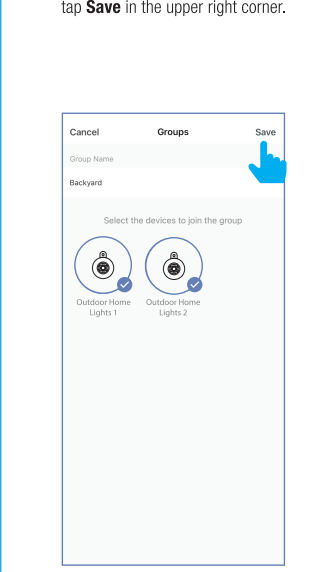 tap Save in the upper right corner.
Cancel Groups Save
Group Name
Backyard
Select the devices to join the group
Outdoor Home Outdoor Home
Lights 1 Lights 2